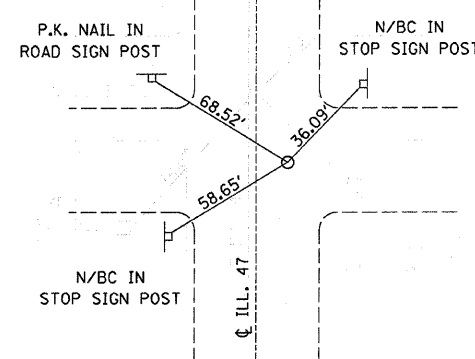 P.K. NAIL IN
ROAD SIGN POST
N/BC IN
STOP SIGN POST
68.52'
36.09'
58.65'
N/BC IN
STOP SIGN POST
℄ ILL. 47